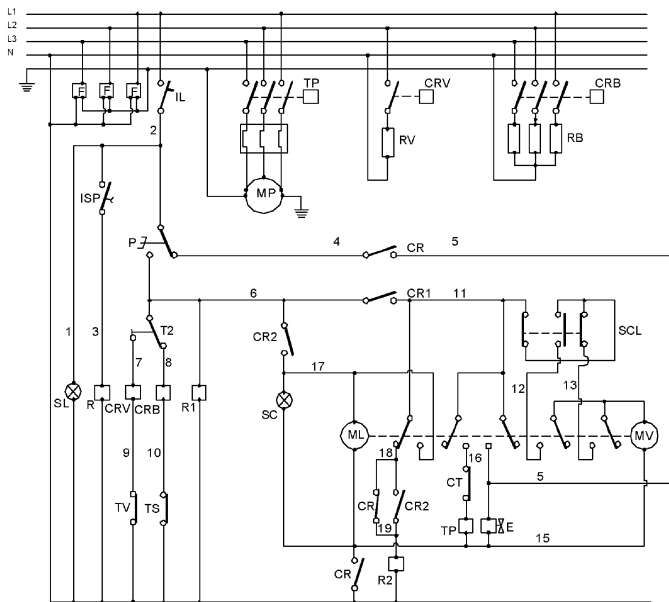 L1
L2
L3
N
F F F
IL
TP
CRV
CRB
2
RV
RB
ISP
MP
P
4 CR 5
6 CR1 11
T2
CR2
SCL
1 3 7 8
17
12 13
SL R CRV CRB R1
SC
ML
MV
9 10
18
16
5
CT
TV TS
CR CR2
TP E
19
15
CR R2